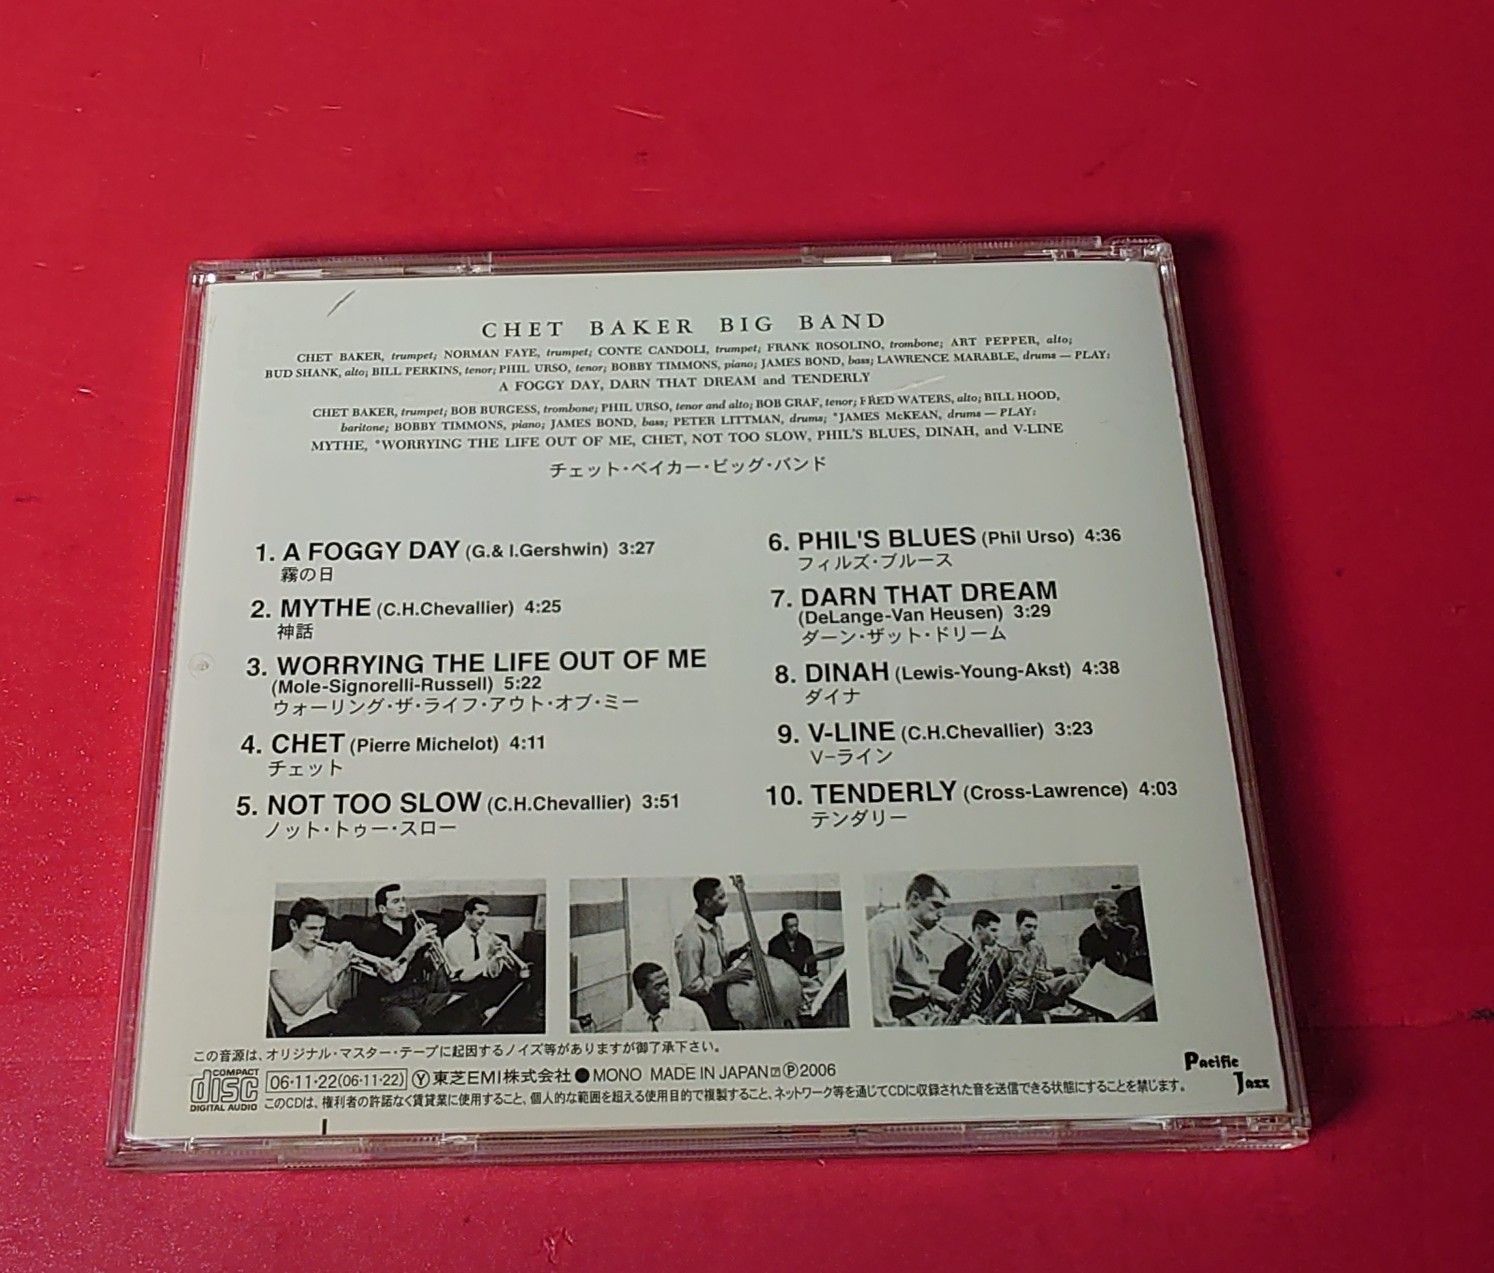 CHET BAKER BIG BAND
CHET BAKER, trumpet; NORMAN FAYE, trumpet; CONTE CANDOLI, trumpet; FRANK ROSOLINO, trombone; ART PEPPER, alto;
BUD SHANK, alto; BILL PERKINS, tenor; PHIL URSO, tenor; BOBBY TIMMONS, piano; JAMES BOND, bass; LAWRENCE MARABLE, drums — PLAY:
A FOGGY DAY, DARN THAT DREAM and TENDERLY
CHET BAKER, trumpet; BOB BURGESS, trombone; PHIL URSO, tenor and alto; BOB GRAF, tenor; FRED WATERS, alto; BILL HOOD,
baritone; BOBBY TIMMONS, piano; JAMES BOND, bass; PETER LITTMAN, drums; *JAMES McKEAN, drums — PLAY:
MYTHE, *WORRYING THE LIFE OUT OF ME, CHET, NOT TOO SLOW, PHIL'S BLUES, DINAH, and V-LINE
チェット・ベイカー・ビッグ・バンド
1. A FOGGY DAY (G.& I.Gershwin) 3:27
霧の日
2. MYTHE (C.H.Chevallier) 4:25
神話
3. WORRYING THE LIFE OUT OF ME
(Mole-Signorelli-Russell) 5:22
ウォーリング・ザ・ライフ・アウト・オブ・ミー
4. CHET (Pierre Michelot) 4:11
チェット
5. NOT TOO SLOW (C.H.Chevallier) 3:51
ノット・トゥー・スロー
6. PHIL'S BLUES (Phil Urso) 4:36
フィルズ・ブルース
7. DARN THAT DREAM
(DeLange-Van Heusen) 3:29
ダーン・ザット・ドリーム
8. DINAH (Lewis-Young-Akst) 4:38
ダイナ
9. V-LINE (C.H.Chevallier) 3:23
V-ライン
10. TENDERLY (Cross-Lawrence) 4:03
テンダリー
この音源は、オリジナル・マスター・テープに起因するノイズ等がありますが御了承下さい。
COMPACT disc DIGITAL AUDIO
06・11・22(06・11・22) Ⓨ東芝EMI株式会社●MONO MADE IN JAPAN Ⓟ2006
このCDは、権利者の許諾なく賃貸業に使用すること、個人的な範囲を超える使用目的で複製すること、ネットワーク等を通じてCDに収録された音を送信できる状態にすることを禁じます。
Pacific
Jazz